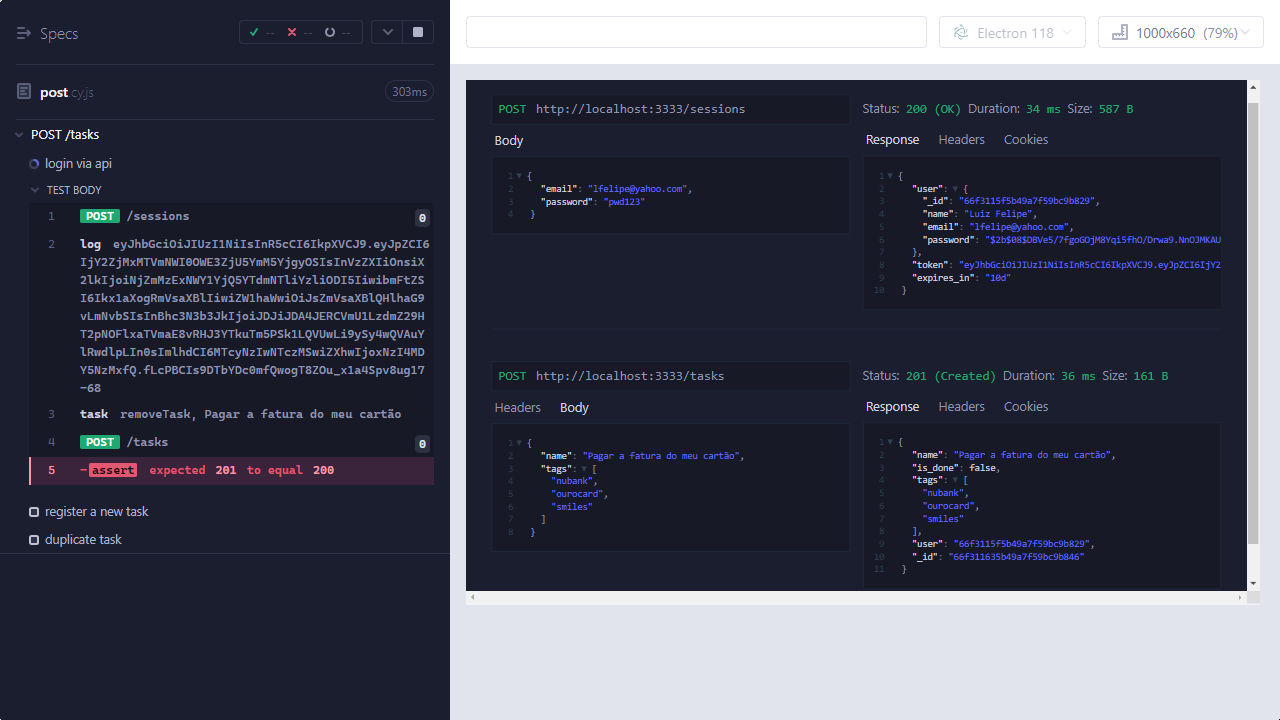 Specs
-- -- --
Electron 118
1000x660 (79%)
post.cy.js
303ms
POST /tasks
login via api
TEST BODY
1 POST /sessions 0
2 log eyJhbGciOiJIUzI1NiIsInR5cCI6IkpXVCJ9.eyJpZCI6
IjY2ZjMxMTVmNWI0OWE3ZjU5YmM5YjgyOSIsInVzZXIiOnsiX
2lkIjoiNjZmMzExNWY1YjQ5YTdmNTliYzliODI5IiwibmFtZS
I6Ikx1aXogRmVsaXBlIiwiZW1haWwiOiJsZmVsaXBlQHlhaG9
vLmNvbSIsInBhc3N3b3JkIjoiJDJiJDA4JERCVmU1LzdmZ29H
T2pNOFlxaTVmaE8vRHJ3YTkuTm5PSk1LQVUwLi9ySy4wQVAuY
lRwdlpLIn0sImlhdCI6MTcyNzIwNTczMSwiZXhwIjoxNzI4MD
Y5NzMxfQ.fLcPBCIs9DTbYDc0mfQwogT8ZOu_x1a4Spv8ug17
-68
3 task removeTask, Pagar a fatura do meu cartão
4 POST /tasks 0
5 -assert expected 201 to equal 200
register a new task
duplicate task
POST http://localhost:3333/sessions
Body
1 {
2 "email": "lfelipe@yahoo.com",
3 "password": "pwd123"
4 }
Status: 200 (OK) Duration: 34 ms Size: 587 B
Response Headers Cookies
1 {
2 "user": {
3 "_id": "66f3115f5b49a7f59bc9b829",
4 "name": "Luiz Felipe",
5 "email": "lfelipe@yahoo.com",
6 "password": "$2b$08$DBVe5/7fgoGOjM8Yqi5fhO/Drwa9.NnOJMKAU
7 },
8 "token": "eyJhbGciOiJIUzI1NiIsInR5cCI6IkpXVCJ9.eyJpZCI6IjY2
9 "expires_in": "10d"
10 }
POST http://localhost:3333/tasks
Headers Body
1 {
2 "name": "Pagar a fatura do meu cartão",
3 "tags": [
4 "nubank",
5 "ourocard",
6 "smiles"
7 ]
8 }
Status: 201 (Created) Duration: 36 ms Size: 161 B
Response Headers Cookies
1 {
2 "name": "Pagar a fatura do meu cartão",
3 "is_done": false,
4 "tags": [
5 "nubank",
6 "ourocard",
7 "smiles"
8 ],
9 "user": "66f3115f5b49a7f59bc9b829",
10 "_id": "66f311635b49a7f59bc9b846"
11 }